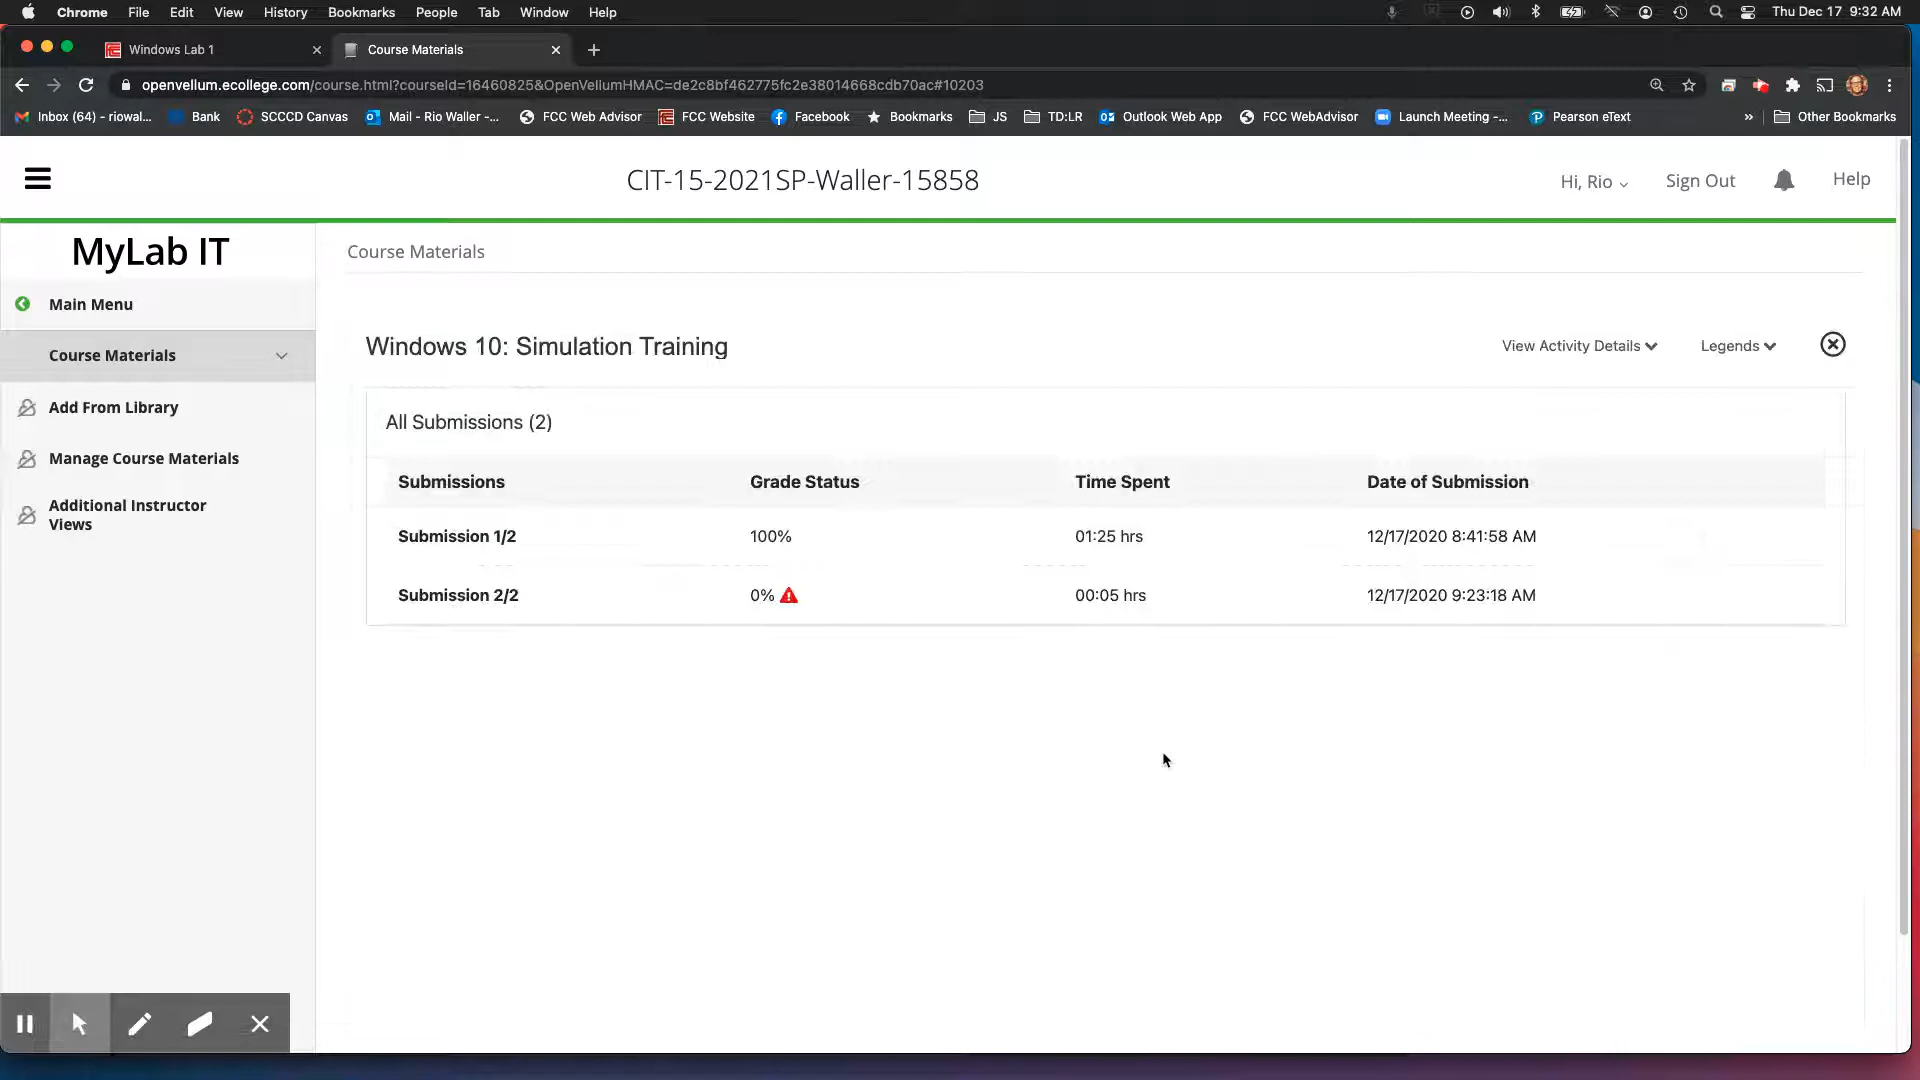 Chrome File Edit View History Bookmarks People Tab Window Help Thu Dec 17 9:32 AM
Windows Lab 1 Course Materials
openvellum.ecollege.com/course.html?courseId=16460825&OpenVellumHMAC=de2c8bf462775fc2e38014668cdb70ac#10203
Inbox (64) - riowal... Bank SCCCD Canvas Mail - Rio Waller -... FCC Web Advisor FCC Website Facebook Bookmarks JS TD:LR Outlook Web App FCC WebAdvisor Launch Meeting -... Pearson eText » Other Bookmarks
CIT-15-2021SP-Waller-15858
Hi, Rio Sign Out Help
MyLab IT
Main Menu
Course Materials
Add From Library
Manage Course Materials
Additional Instructor
Views
Course Materials
Windows 10: Simulation Training
View Activity Details Legends
All Submissions (2)
Submissions Grade Status Time Spent Date of Submission
Submission 1/2 100% 01:25 hrs 12/17/2020 8:41:58 AM
Submission 2/2 0% 00:05 hrs 12/17/2020 9:23:18 AM